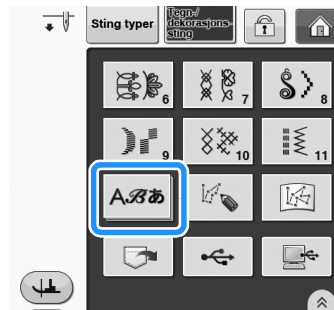 Sting typer
Tegn-/
dekorasjons-
sting
6
7
8
9
10
11
ABあ